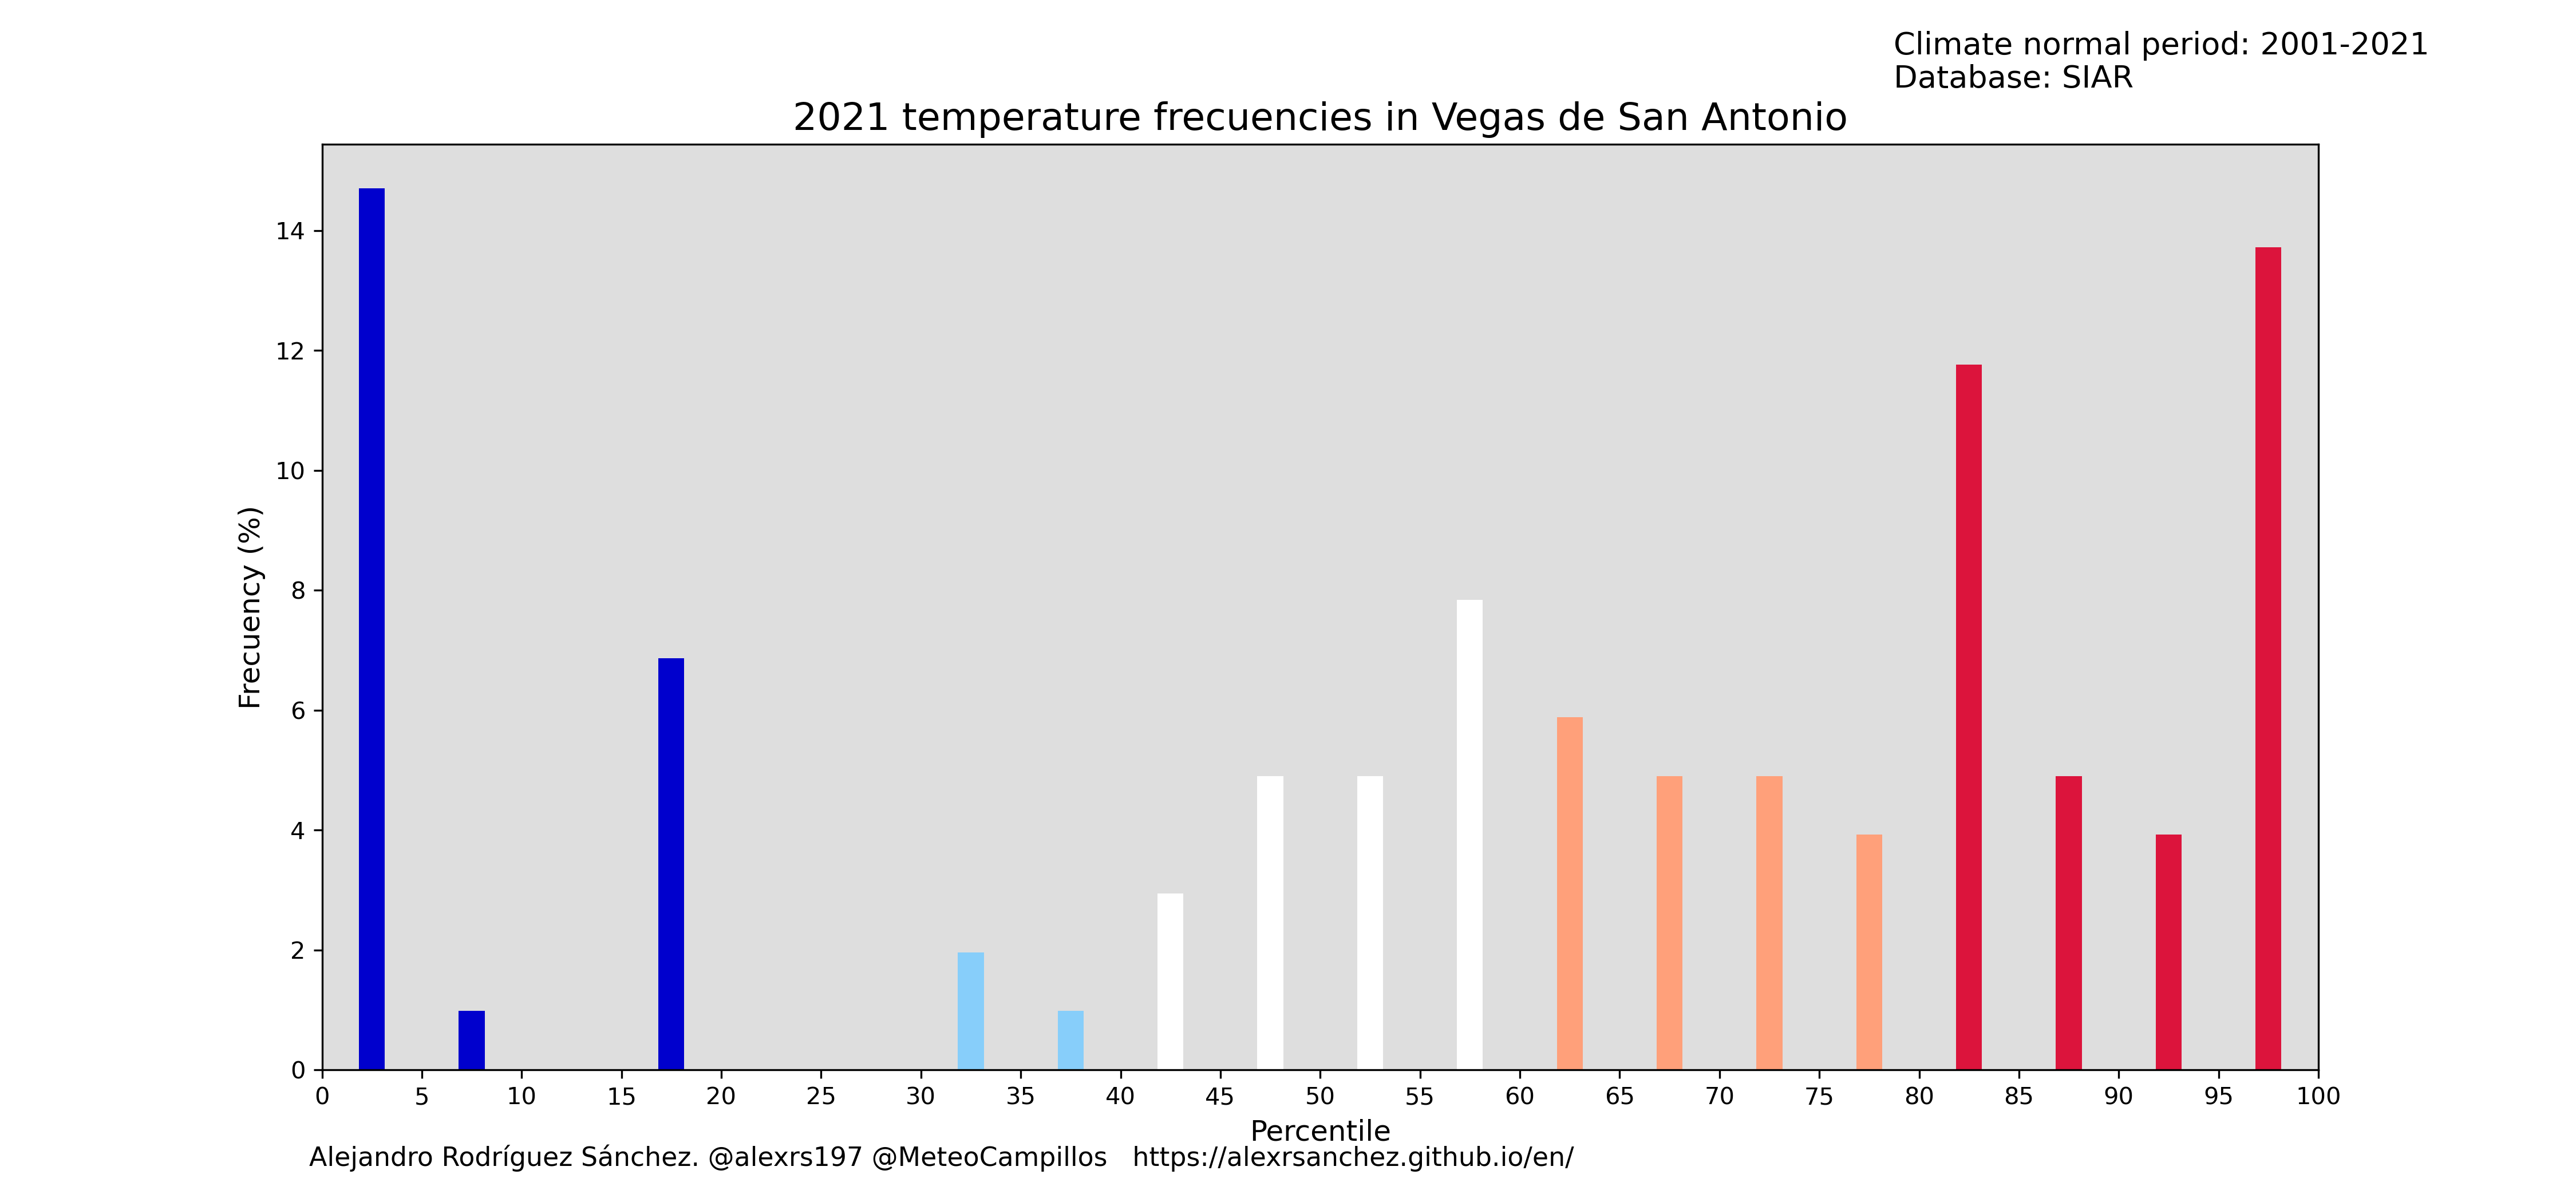 Climate normal period: 2001-2021
Database: SIAR
2021 temperature frecuencies in Vegas de San Antonio
14
12
10
8
6
4
2
0
Frecuency (%)
0 5 10 15 20 25 30 35 40 45 50 55 60 65 70 75 80 85 90 95 100
Percentile
Alejandro Rodríguez Sánchez. @alexrs197 @MeteoCampillos https://alexrsanchez.github.io/en/